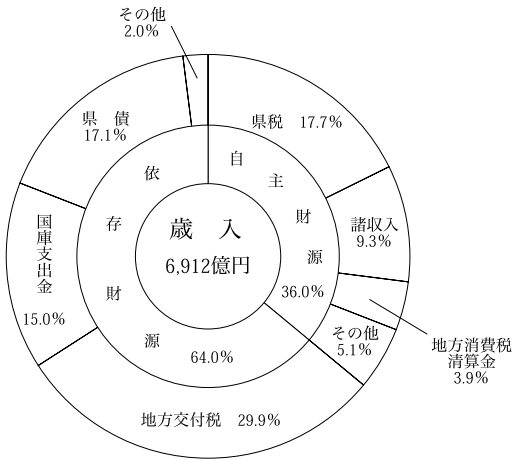 その他
2.0%
県　債
17.1%
県税　17.7%
依
存
財
源
64.0%
自
主
財
源
36.0%
歳　入
6,912億円
国庫支出金
15.0%
諸収入
9.3%
その他
5.1%
地方消費税
清算金
3.9%
地方交付税　29.9%